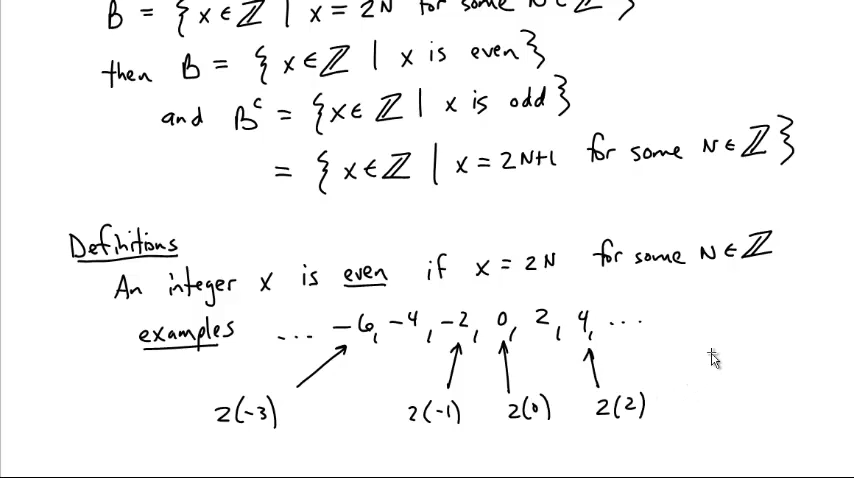 B = { x ∈ ℤ | x = 2N for some N ∈ ℤ }
then B = { x ∈ ℤ | x is even }
and Bᶜ = { x ∈ ℤ | x is odd }
= { x ∈ ℤ | x = 2N+1 for some N ∈ ℤ }
Definitions
An integer x is even if x = 2N for some N ∈ ℤ
examples ... -6, -4, -2, 0, 2, 4, ...
2(-3) 2(-1) 2(0) 2(2)